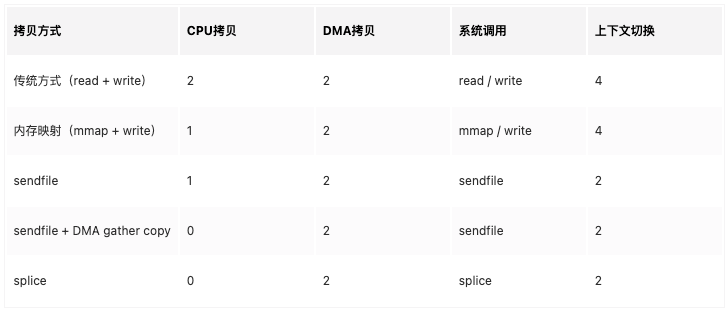 拷贝方式 CPU拷贝 DMA拷贝 系统调用 上下文切换
传统方式（read + write） 2 2 read / write 4
内存映射（mmap + write） 1 2 mmap / write 4
sendfile 1 2 sendfile 2
sendfile + DMA gather copy 0 2 sendfile 2
splice 0 2 splice 2